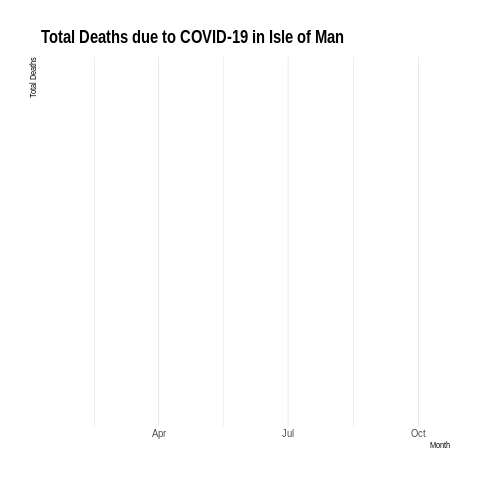 Total Deaths due to COVID-19 in Isle of Man
Total Deaths
Apr Jul Oct
Month